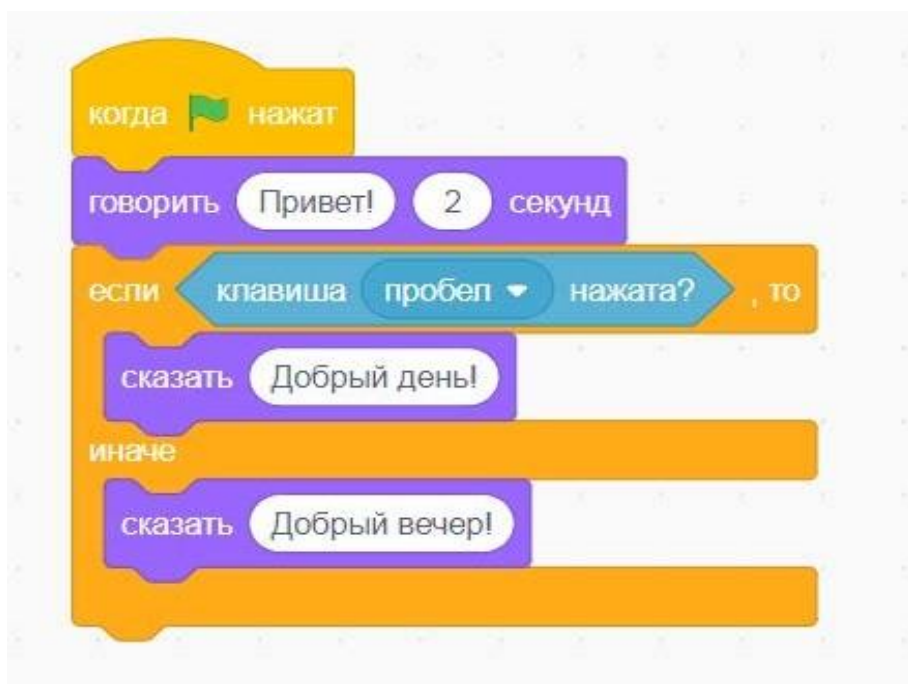 когда нажат
говорить Привет! 2 секунд
если клавиша пробел нажата? , то
сказать Добрый день!
иначе
сказать Добрый вечер!